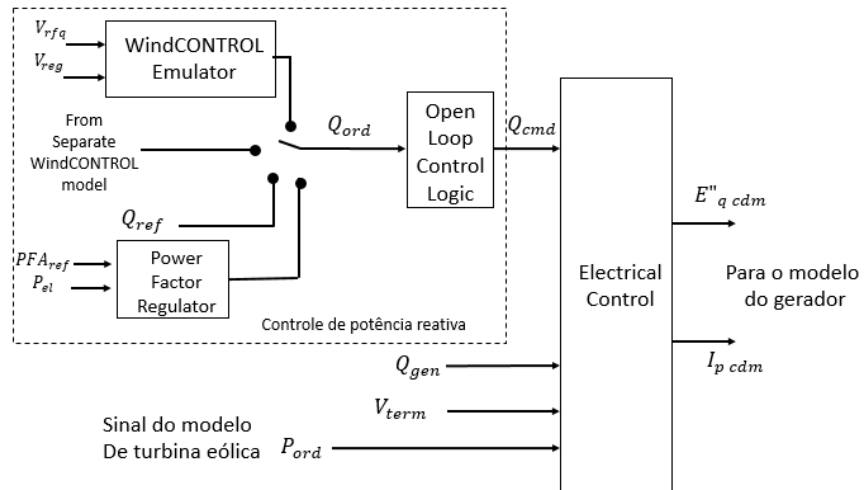 V_rfq
V_reg
WindCONTROL
Emulator
From
Separate
WindCONTROL
model
Q_ord
Open
Loop
Control
Logic
Q_cmd
Q_ref
PFA_ref
P_el
Power
Factor
Regulator
Controle de potência reativa
Electrical
Control
E"_q cdm
Para o modelo
do gerador
I_p cdm
Q_gen
V_term
Sinal do modelo
De turbina eólica
P_ord